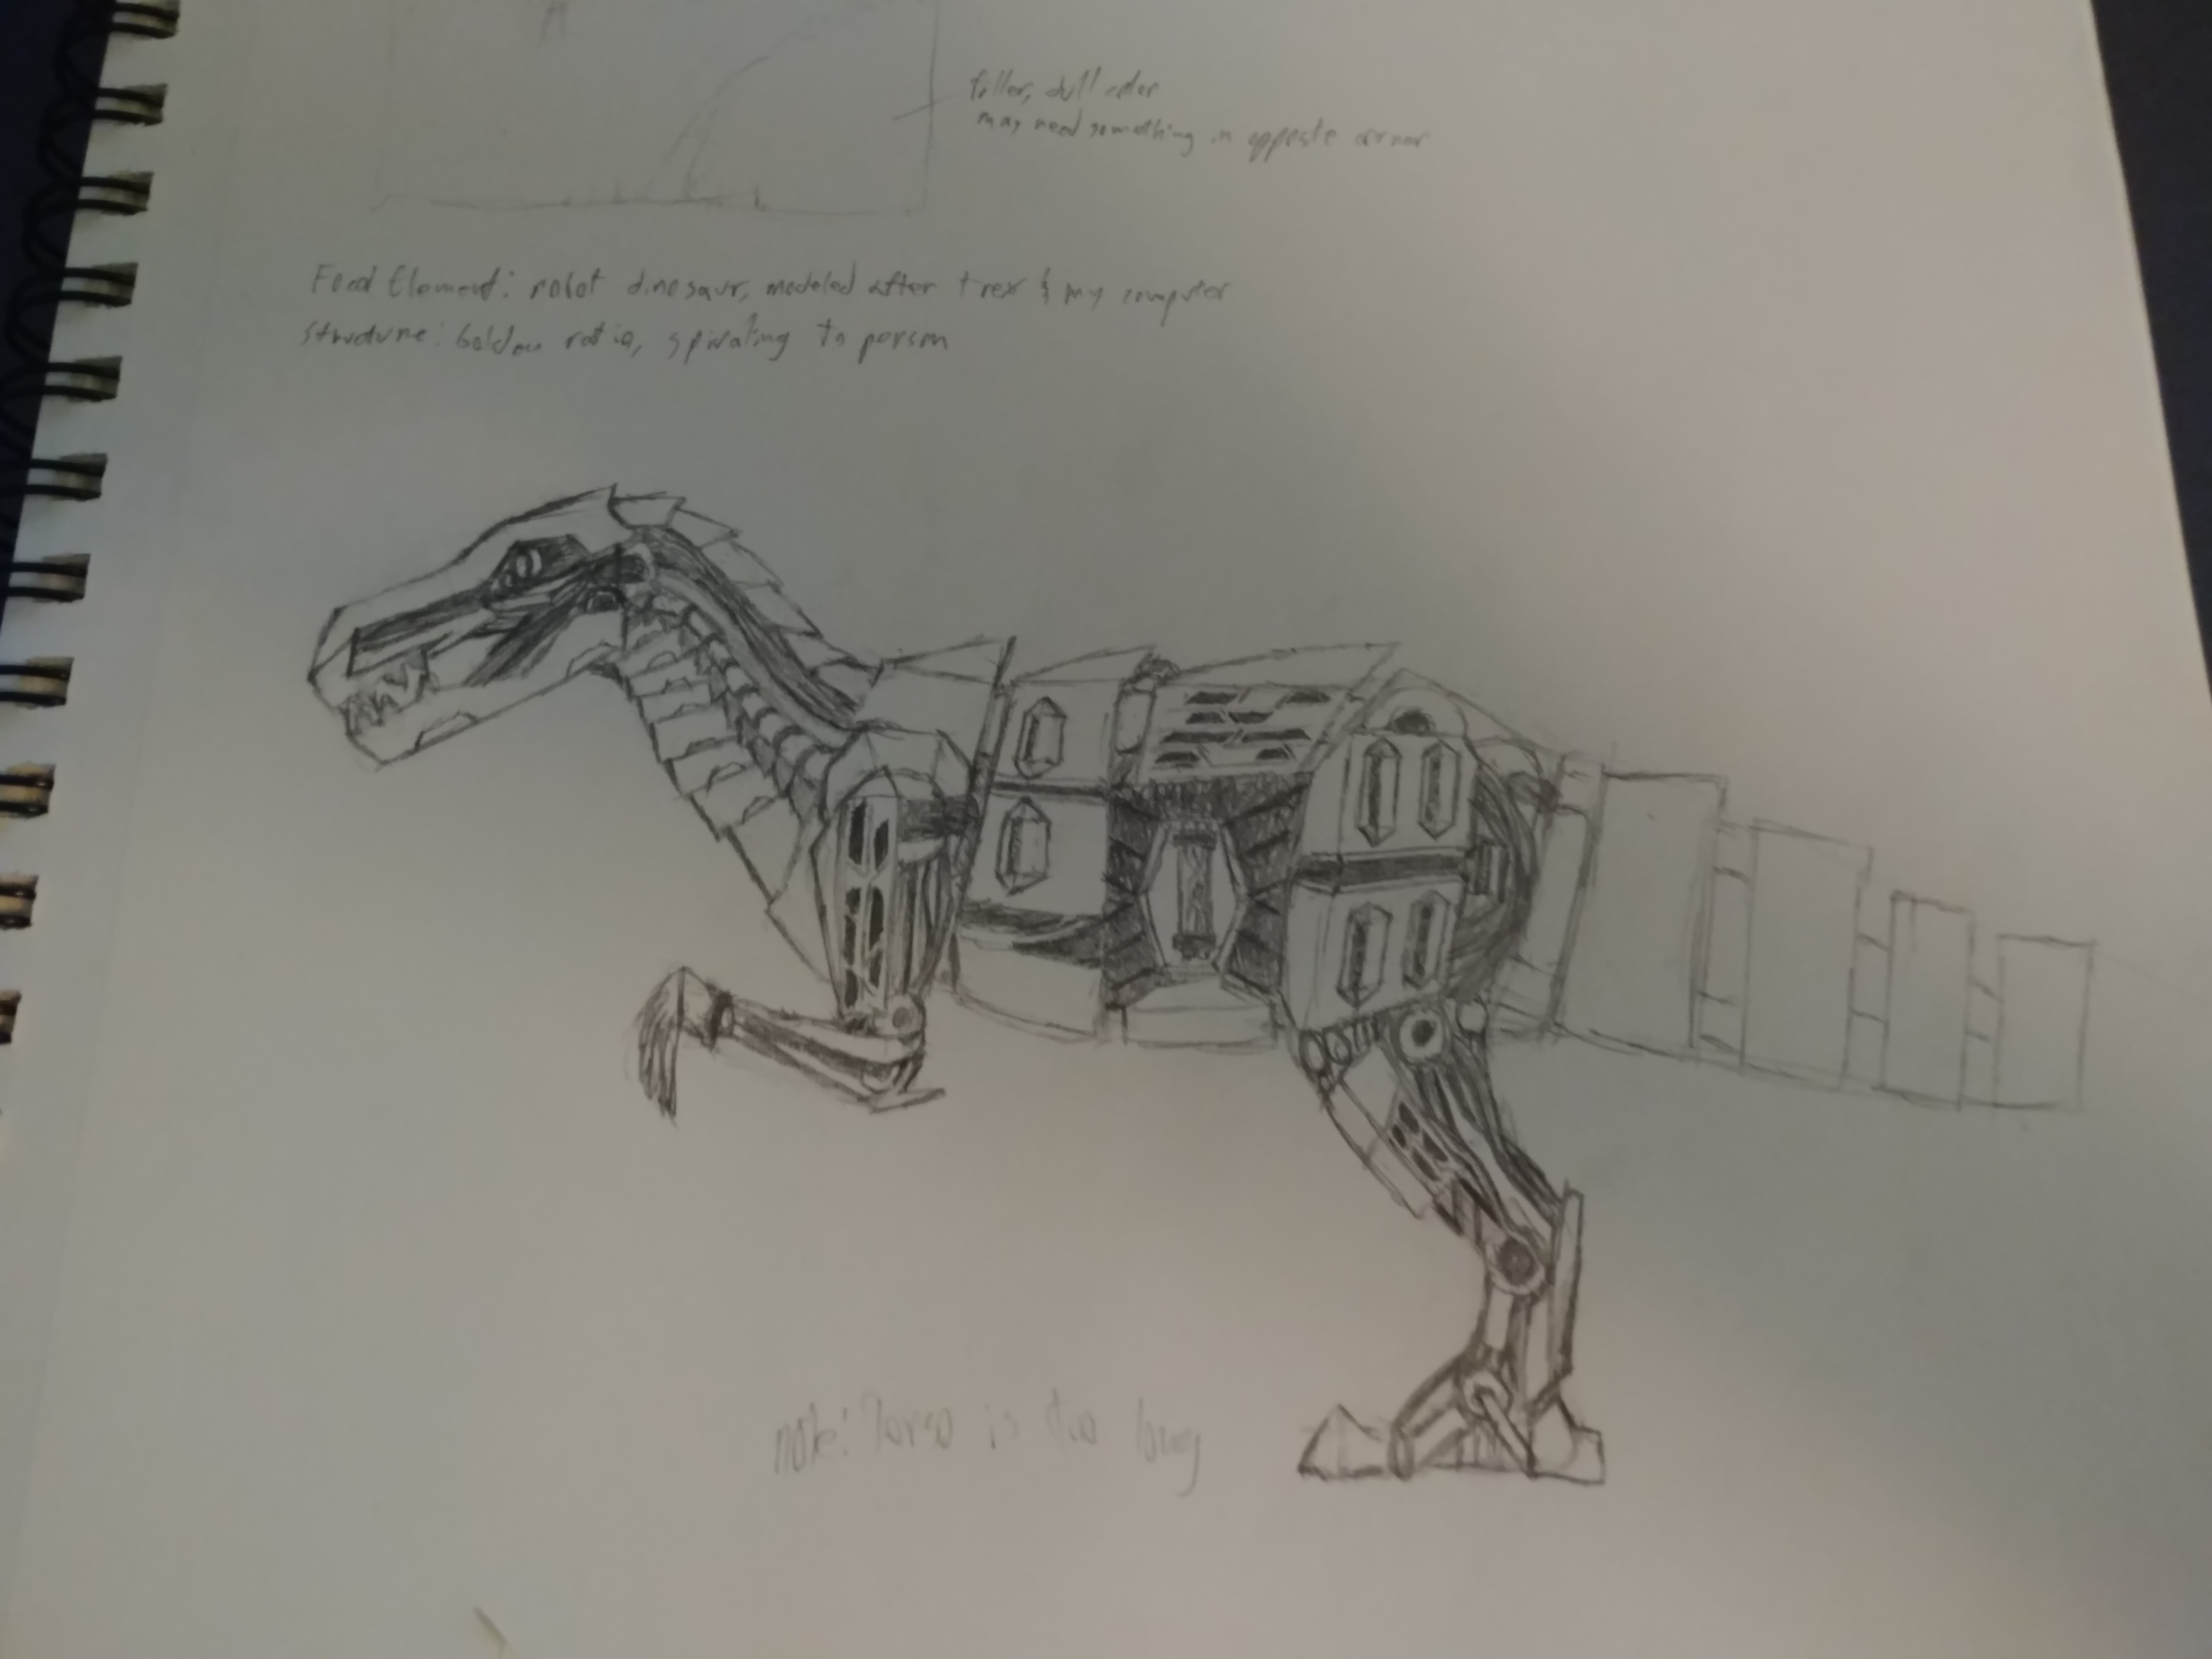 filler, dull color
may need something in opposite corner
Focal Element: robot dinosaur, modeled after t rex & my computer
structure: Golden ratio, spiraling to person
note: Torso is too long